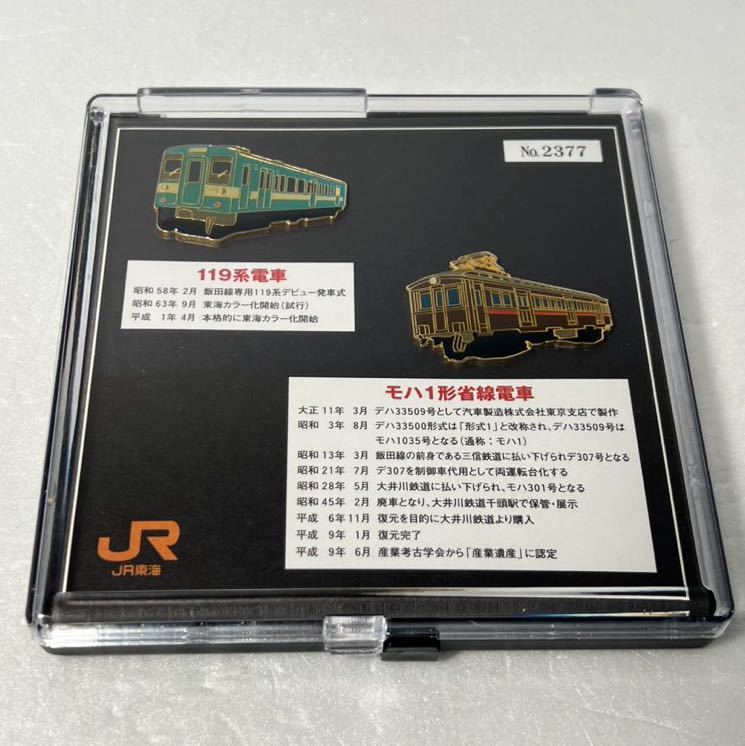 No.2377
119系電車
昭和 58年 2月 飯田線専用119系デビュー発車式
昭和 63年 9月 東海カラー化開始(試行)
平成 1年 4月 本格的に東海カラー化開始
モハ1形省線電車
大正 11年 3月 デハ33509号として汽車製造株式会社東京支店で製作
昭和 3年 8月 デハ33500形式は「形式1」と改称され、デハ33509号は
モハ1035号となる(通称:モハ1)
昭和 13年 3月 飯田線の前身である三信鉄道に払い下げられデ307号となる
昭和 21年 7月 デ307を制御車代用として両運転台化する
昭和 28年 5月 大井川鉄道に払い下げられ、モハ301号となる
昭和 45年 2月 廃車となり、大井川鉄道千頭駅で保管・展示
平成 6年 11月 復元を目的に大井川鉄道より購入
平成 9年 1月 復元完了
平成 9年 6月 産業考古学会から「産業遺産」に認定
JR
JR東海